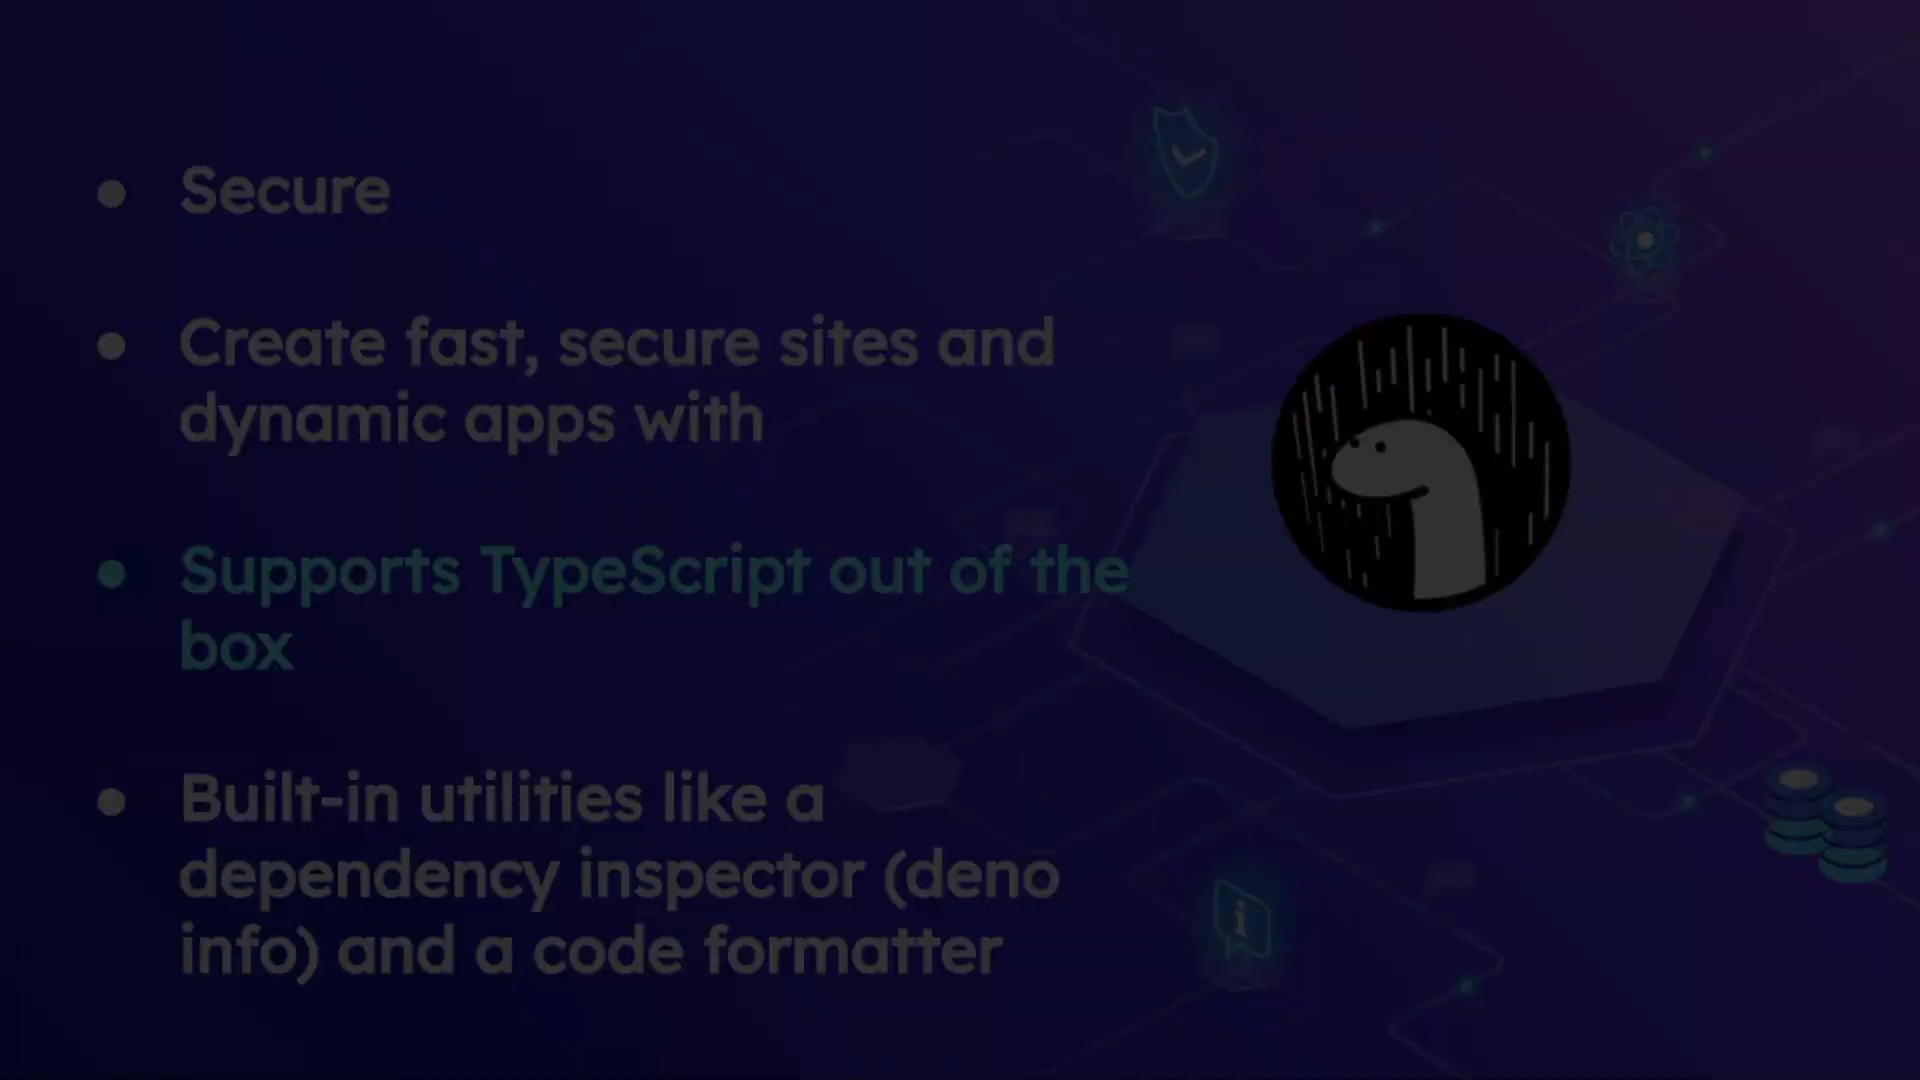 ● Secure
● Create fast, secure sites and
dynamic apps with
● Supports TypeScript out of the
box
● Built-in utilities like a
dependency inspector (deno
info) and a code formatter
i